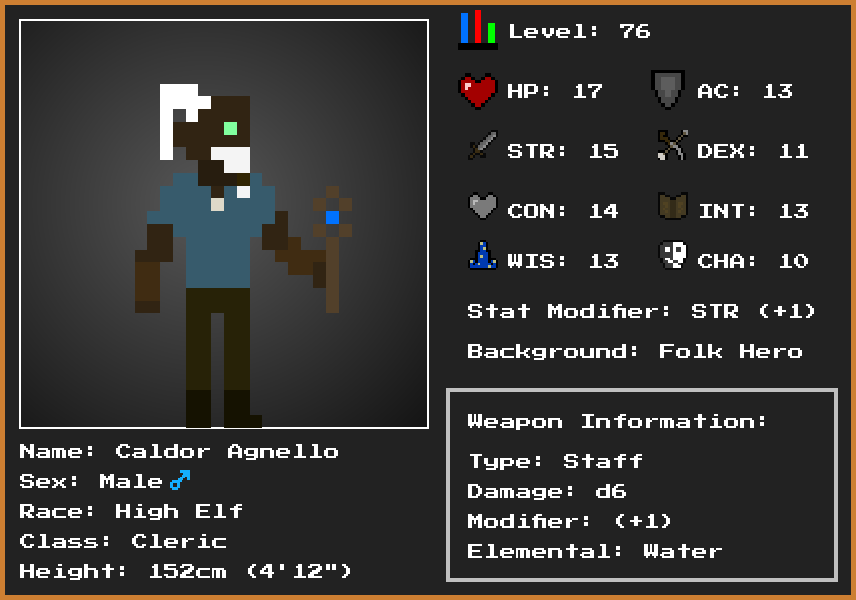 Level: 76
HP: 17
AC: 13
STR: 15
DEX: 11
CON: 14
INT: 13
WIS: 13
CHA: 10
Stat Modifier: STR (+1)
Background: Folk Hero
Weapon Information:
Type: Staff
Damage: d6
Modifier: (+1)
Elemental: Water
Name: Caldor Agnello
Sex: Male♂
Race: High Elf
Class: Cleric
Height: 152cm (4'12")